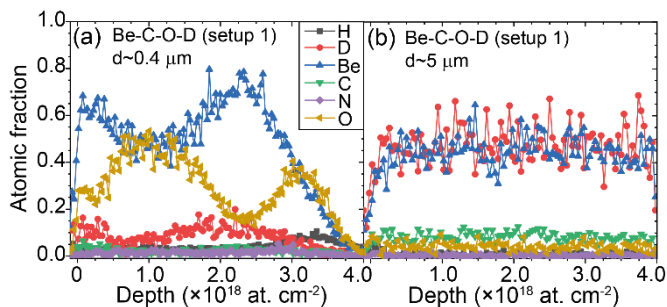 (a) Be-C-O-D (setup 1)
d~0.4 μm
H
D
Be
C
N
O
(b) Be-C-O-D (setup 1)
d~5 μm
Atomic fraction
1.0
0.8
0.6
0.4
0.2
0.0
0 1.0 2.0 3.0 4.0
0 1.0 2.0 3.0 4.0
Depth (×10¹⁸ at. cm⁻²)
Depth (×10¹⁸ at. cm⁻²)